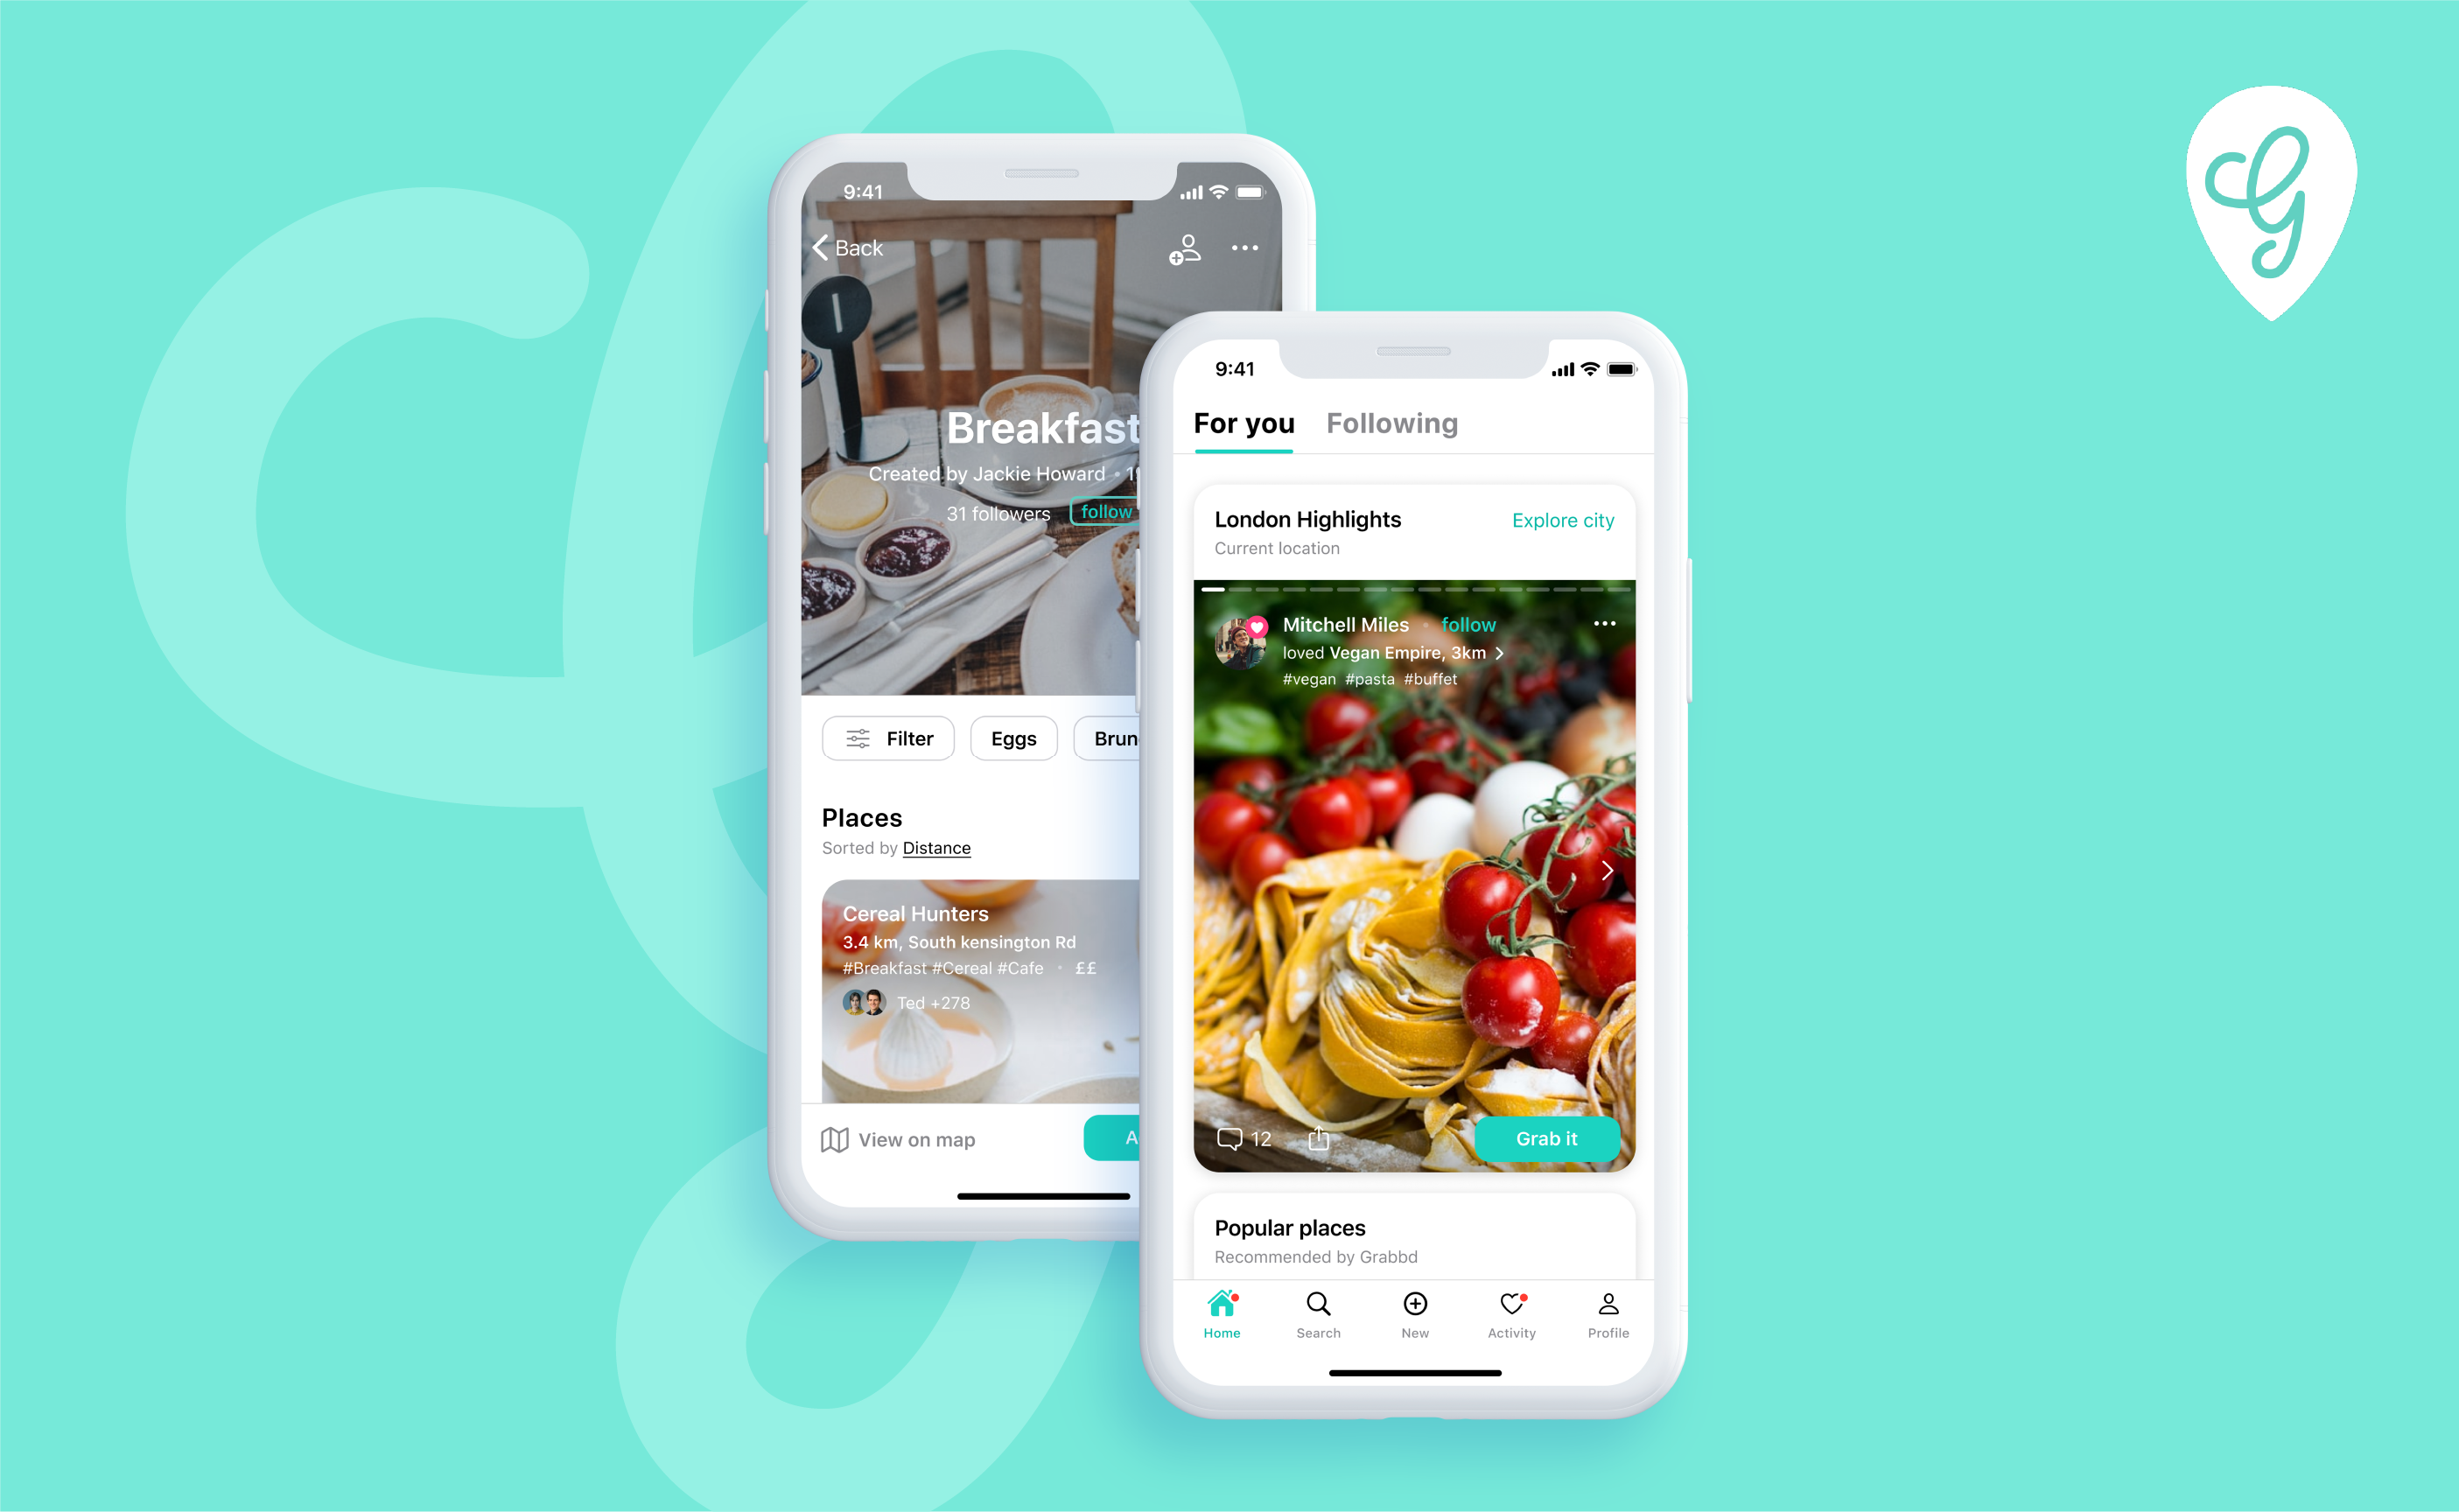 9:41
Back
Breakfast
Created by Jackie Howard •
31 followers follow
Filter Eggs
Places
Sorted by Distance
Cereal Hunters
3.4 km, South kensington Rd
#Breakfast #Cereal #Cafe • ££
Ted +278
View on map
9:41
For you Following
London Highlights Explore city
Current location
Mitchell Miles • follow
loved Vegan Empire, 3km >
#vegan #pasta #buffet
12 Grab it
Popular places
Recommended by Grabbd
Home Search New Activity Profile
G